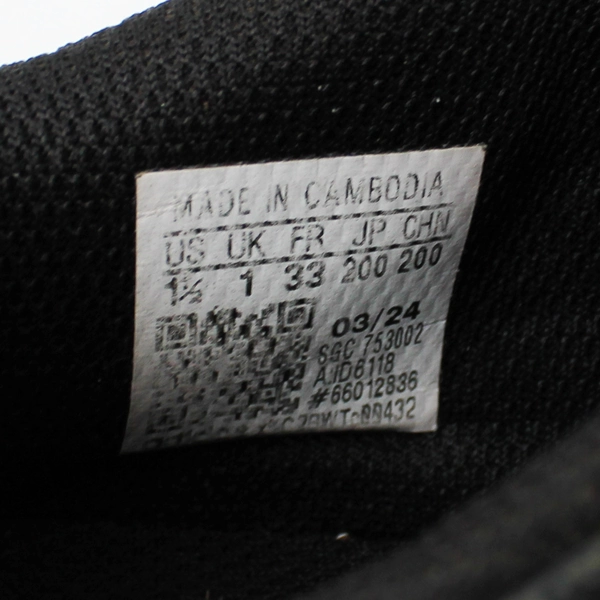 MADE IN CAMBODIA
US UK FR JP CHN
1½ 1 33 200 200
03/24
SGC 753002
AJD6118
#66012836